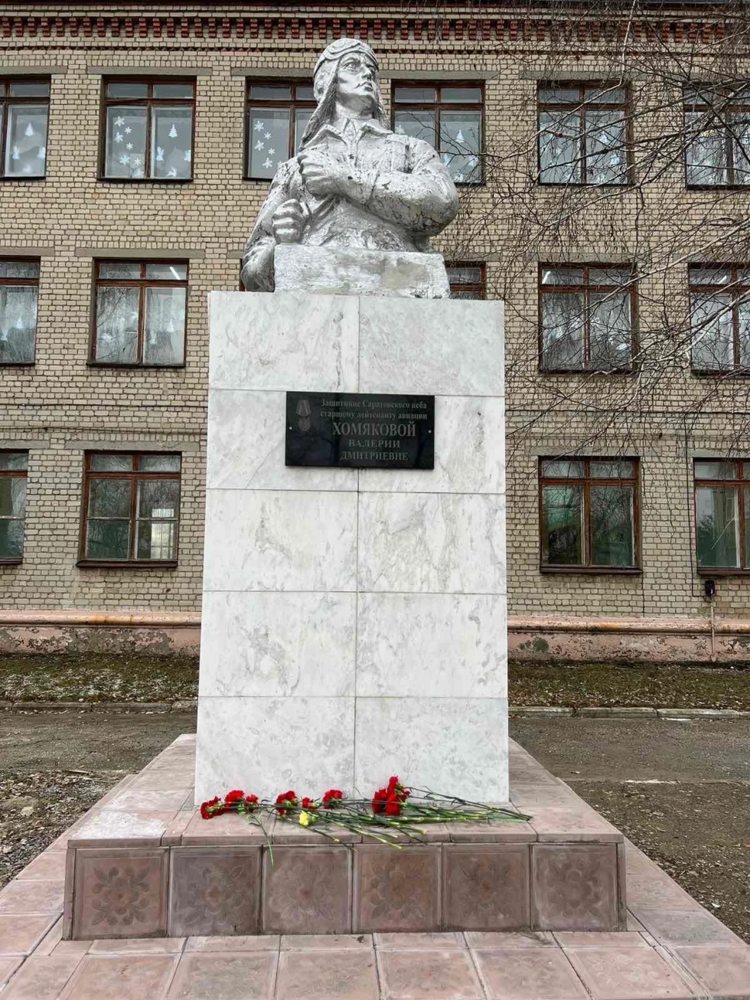 Защитнице Саратовского неба
старшему лейтенанту авиации
ХОМЯКОВОЙ
ВАЛЕРИИ
ДМИТРИЕВНЕ